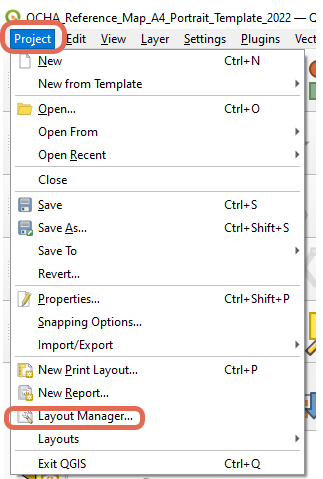 OCHA_Reference_Map_A4_Portrait_Template_2022 — Q
Project Edit View Layer Settings Plugins Vect
New Ctrl+N
New from Template
Open... Ctrl+O
Open From
Open Recent
Close
Save Ctrl+S
Save As... Ctrl+Shift+S
Save To
Revert...
Properties... Ctrl+Shift+P
Snapping Options...
Import/Export
New Print Layout... Ctrl+P
New Report...
Layout Manager...
Layouts
Exit QGIS Ctrl+Q